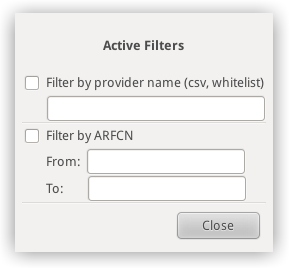 Active Filters
Filter by provider name (csv, whitelist)
Filter by ARFCN
From:
To:
Close